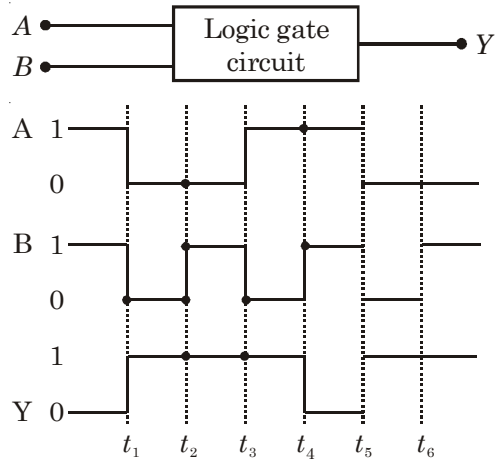 A
Logic gate
circuit
Y
B
A 1
0
B 1
0
1
Y 0
t1 t2 t3 t4 t5 t6